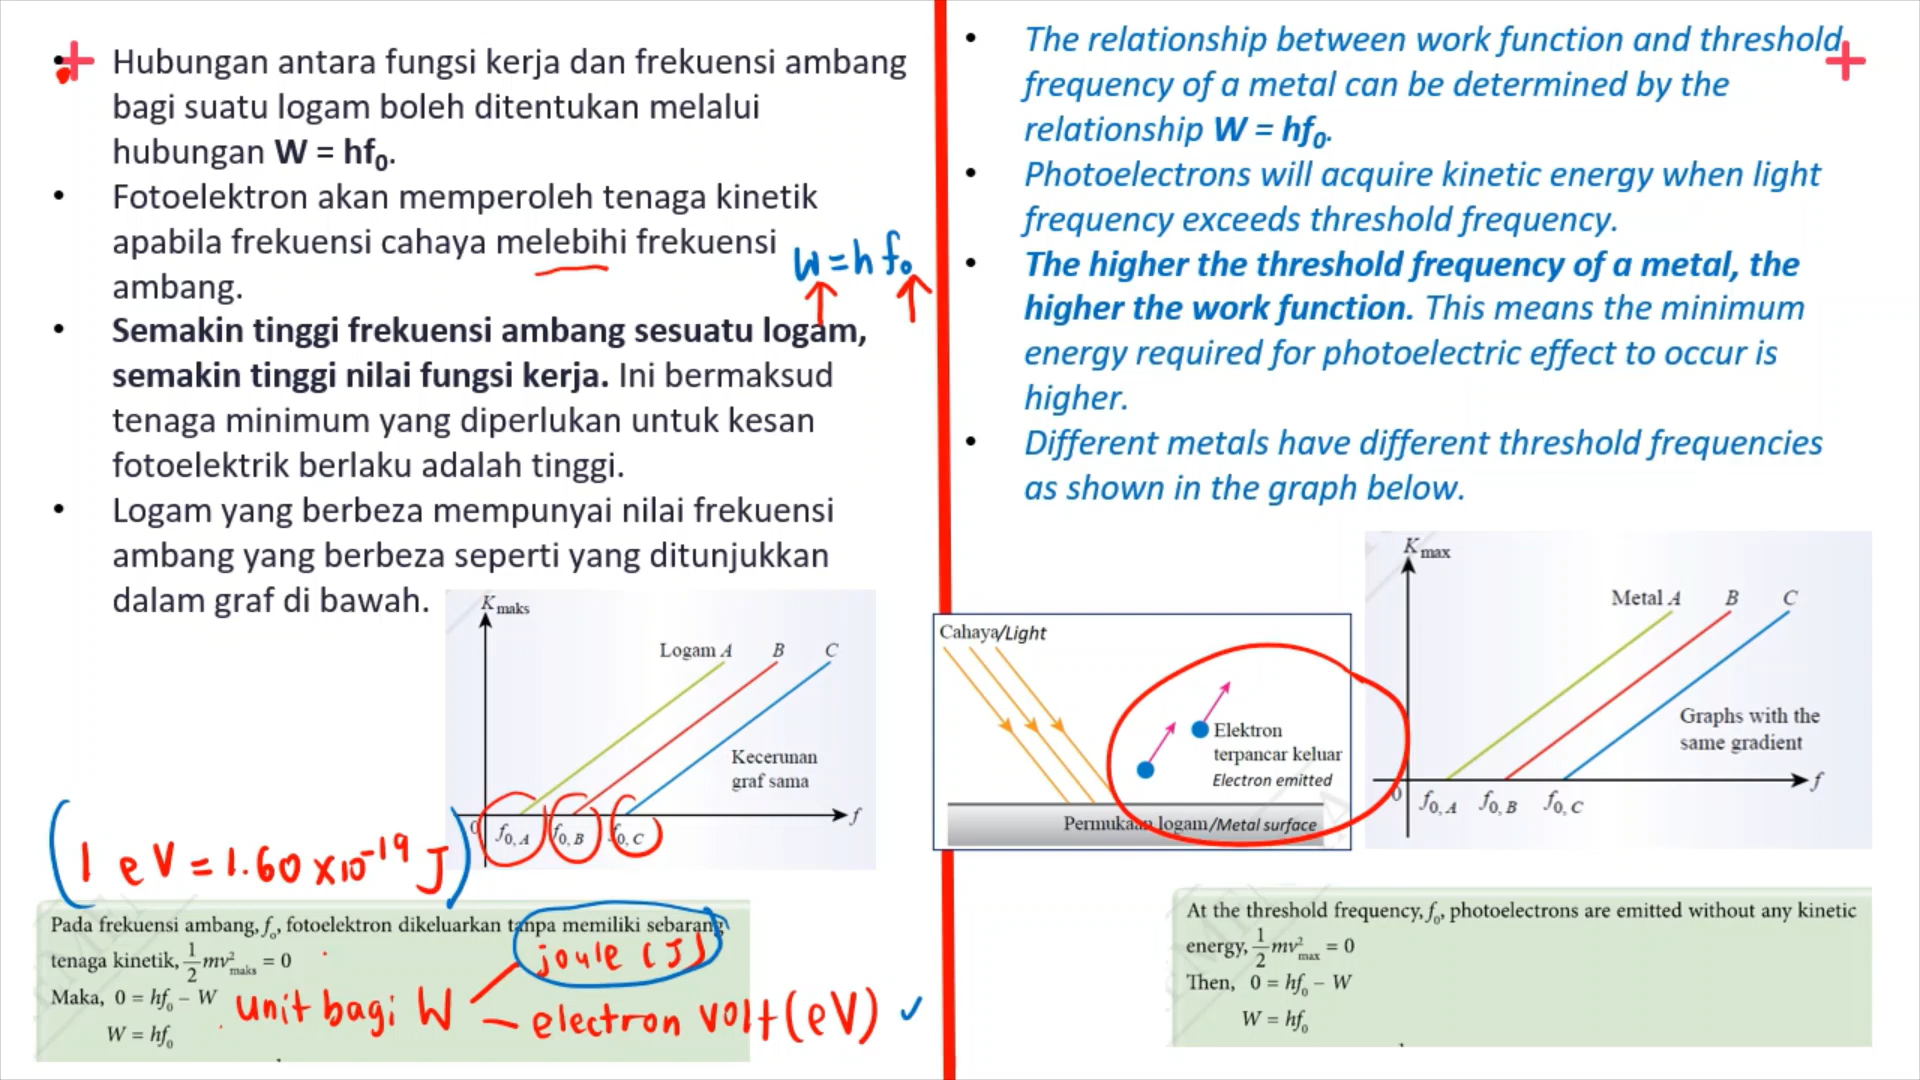 Hubungan antara fungsi kerja dan frekuensi ambang
bagi suatu logam boleh ditentukan melalui
hubungan W = hf₀.
Fotoelektron akan memperoleh tenaga kinetik
apabila frekuensi cahaya melebihi frekuensi
ambang.
W = h f₀
Semakin tinggi frekuensi ambang sesuatu logam,
semakin tinggi nilai fungsi kerja. Ini bermaksud
tenaga minimum yang diperlukan untuk kesan
fotoelektrik berlaku adalah tinggi.
Logam yang berbeza mempunyai nilai frekuensi
ambang yang berbeza seperti yang ditunjukkan
dalam graf di bawah.
K maks
Logam A B C
Kecerunan
graf sama
0 f₀,A f₀,B f₀,C f
(1 eV = 1.60 x 10⁻¹⁹ J)
Pada frekuensi ambang, f₀, fotoelektron dikeluarkan tanpa memiliki sebarang
tenaga kinetik, 1/2 mv²maks = 0
Maka, 0 = hf₀ – W
W = hf₀
unit bagi W
joule (J)
electron volt (eV) ✓
The relationship between work function and threshold
frequency of a metal can be determined by the
relationship W = hf₀.
Photoelectrons will acquire kinetic energy when light
frequency exceeds threshold frequency.
The higher the threshold frequency of a metal, the
higher the work function. This means the minimum
energy required for photoelectric effect to occur is
higher.
Different metals have different threshold frequencies
as shown in the graph below.
Cahaya/Light
Elektron
terpancar keluar
Electron emitted
Permukaan logam/Metal surface
K max
Metal A B C
Graphs with the
same gradient
0 f₀,A f₀,B f₀,C f
At the threshold frequency, f₀, photoelectrons are emitted without any kinetic
energy, 1/2 mv²max = 0
Then, 0 = hf₀ – W
W = hf₀